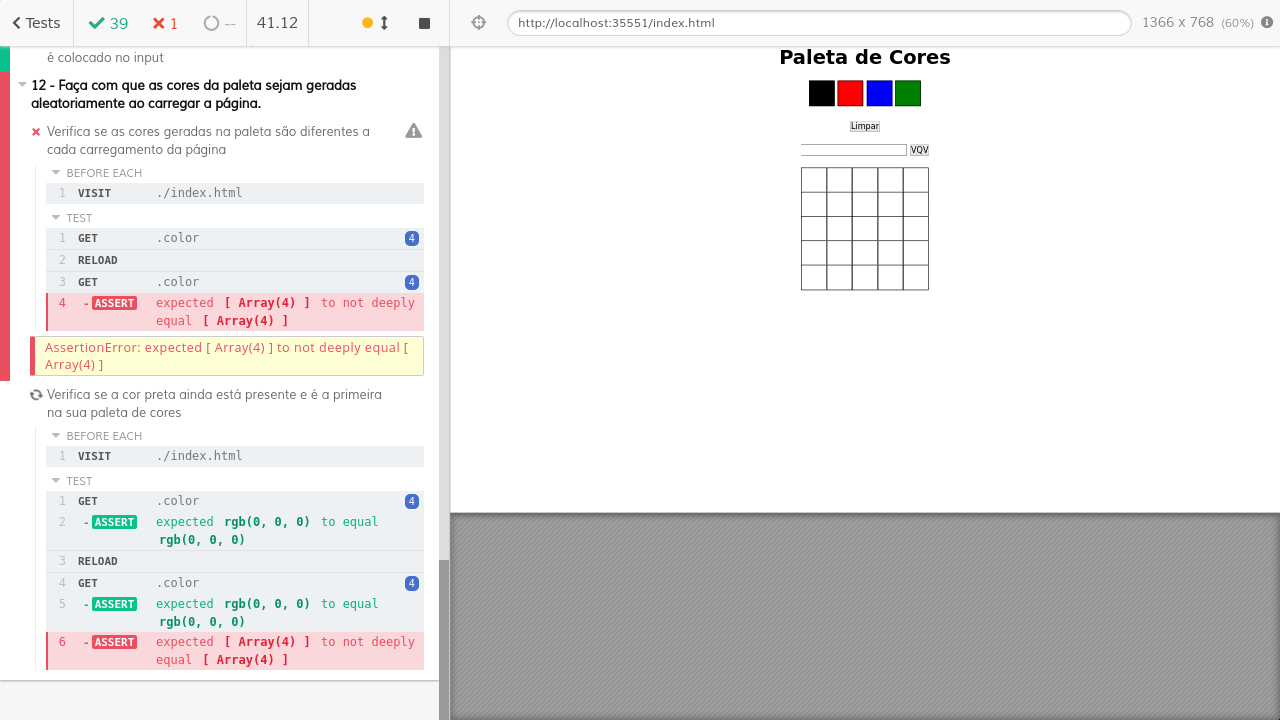 Tests
39
1
--
41.12
é colocado no input
12 - Faça com que as cores da paleta sejam geradas
aleatoriamente ao carregar a página.
Verifica se as cores geradas na paleta são diferentes a
cada carregamento da página
BEFORE EACH
1 VISIT ./index.html
TEST
1 GET .color 4
2 RELOAD
3 GET .color 4
4 - ASSERT expected [ Array(4) ] to not deeply
equal [ Array(4) ]
AssertionError: expected [ Array(4) ] to not deeply equal [
Array(4) ]
Verifica se a cor preta ainda está presente e é a primeira
na sua paleta de cores
BEFORE EACH
1 VISIT ./index.html
TEST
1 GET .color 4
2 - ASSERT expected rgb(0, 0, 0) to equal
rgb(0, 0, 0)
3 RELOAD
4 GET .color 4
5 - ASSERT expected rgb(0, 0, 0) to equal
rgb(0, 0, 0)
6 - ASSERT expected [ Array(4) ] to not deeply
equal [ Array(4) ]
http://localhost:35551/index.html
1366 x 768 (60%)
Paleta de Cores
Limpar
VQV